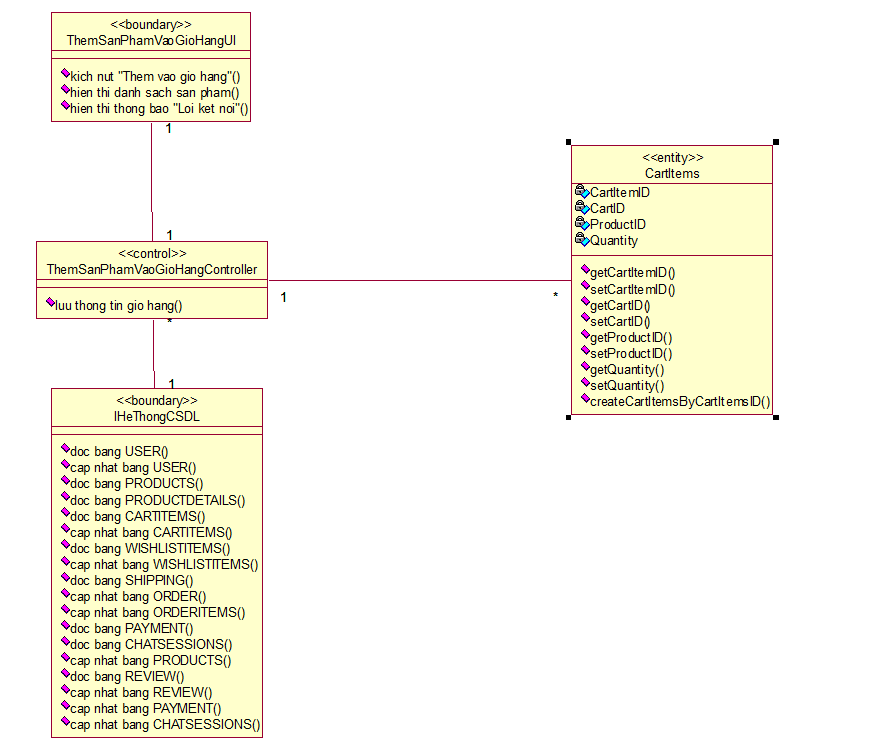 <<boundary>>
ThemSanPhamVaoGioHangUI
kich nut "Them vao gio hang"()
hien thi danh sach san pham()
hien thi thong bao "Loi ket noi"()
1
1
<<control>>
ThemSanPhamVaoGioHangController
luu thong tin gio hang()
1
*
*
1
<<boundary>>
IHeThongCSDL
doc bang USER()
cap nhat bang USER()
doc bang PRODUCTS()
doc bang PRODUCTDETAILS()
doc bang CARTITEMS()
cap nhat bang CARTITEMS()
doc bang WISHLISTITEMS()
cap nhat bang WISHLISTITEMS()
doc bang SHIPPING()
cap nhat bang ORDER()
cap nhat bang ORDERITEMS()
doc bang PAYMENT()
doc bang CHATSESSIONS()
cap nhat bang PRODUCTS()
doc bang REVIEW()
cap nhat bang REVIEW()
cap nhat bang PAYMENT()
cap nhat bang CHATSESSIONS()
<<entity>>
CartItems
CartItemID
CartID
ProductID
Quantity
getCartItemID()
setCartItemID()
getCartID()
setCartID()
getProductID()
setProductID()
getQuantity()
setQuantity()
createCartItemsByCartItemsID()